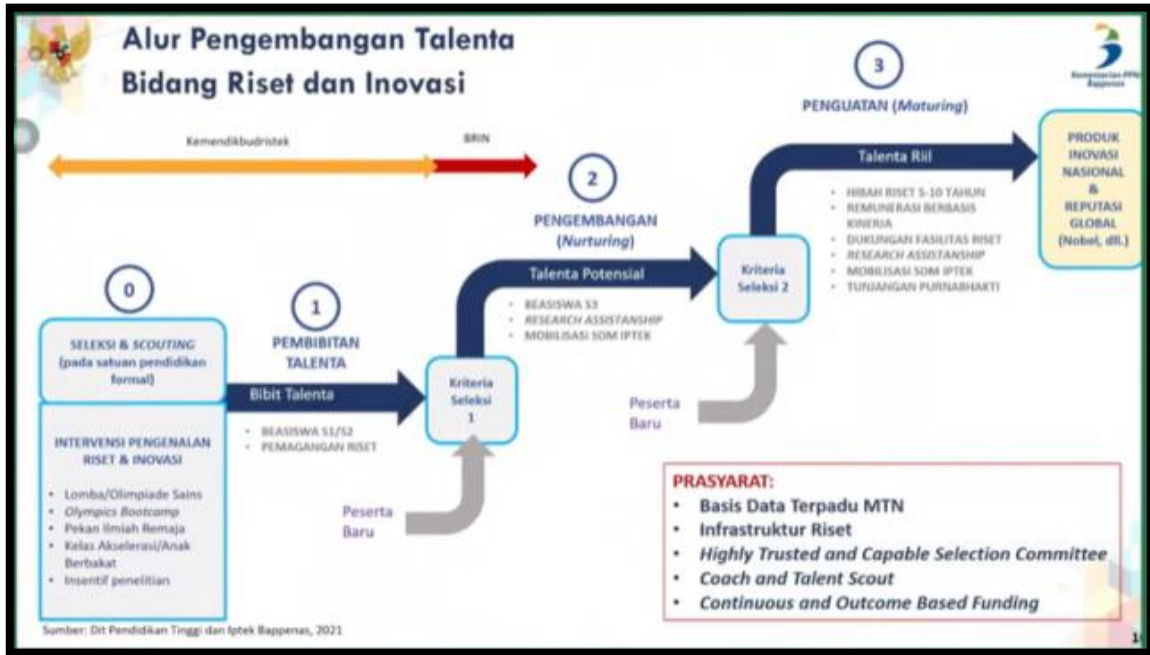 Alur Pengembangan Talenta
Bidang Riset dan Inovasi
Kementerian PPN/
Bappenas
Kemendikbudristek
BRIN
0
SELEKSI & SCOUTING
(pada satuan pendidikan
formal)
INTERVENSI PENGENALAN
RISET & INOVASI
• Lomba/Olimpiade Sains
• Olympics Bootcamp
• Pekan Ilmiah Remaja
• Kelas Akselerasi/Anak
Berbakat
• Insentif penelitian
1
PEMBIBITAN
TALENTA
Bibit Talenta
• BEASISWA S1/S2
• PEMAGANGAN RISET
Kriteria
Seleksi
1
Peserta
Baru
2
PENGEMBANGAN
(Nurturing)
Talenta Potensial
• BEASISWA S3
• RESEARCH ASSISTANSHIP
• MOBILISASI SDM IPTEK
Kriteria
Seleksi 2
Peserta
Baru
3
PENGUATAN (Maturing)
Talenta Riil
• HIBAH RISET 5-10 TAHUN
• REMUNERASI BERBASIS
KINERJA
• DUKUNGAN FASILITAS RISET
• RESEARCH ASSISTANSHIP
• MOBILISASI SDM IPTEK
• TUNJANGAN PURNABHAKTI
PRODUK
INOVASI
NASIONAL
&
REPUTASI
GLOBAL
(Nobel, dll.)
PRASYARAT:
• Basis Data Terpadu MTN
• Infrastruktur Riset
• Highly Trusted and Capable Selection Committee
• Coach and Talent Scout
• Continuous and Outcome Based Funding
Sumber: Dit Pendidikan Tinggi dan Iptek Bappenas, 2021